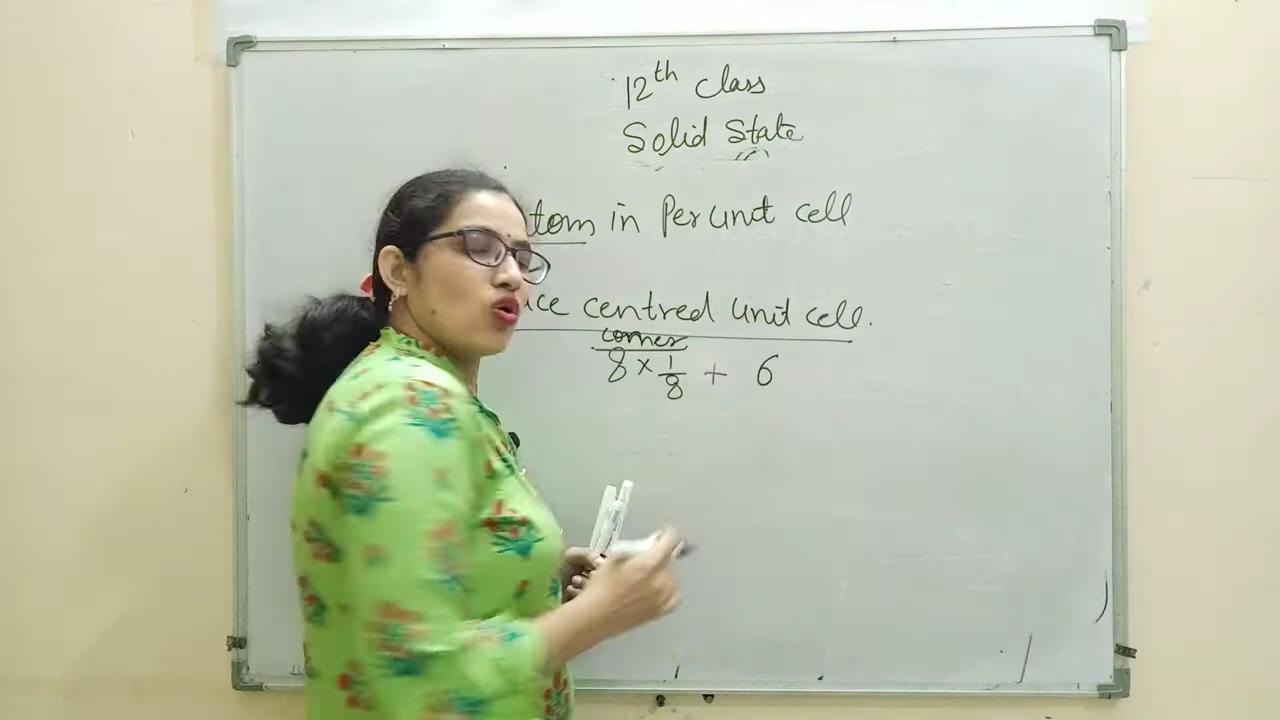 12th class
Solid State
tom in Per unit cell
ce centred unit cell.
corner
8 × 1/8 + 6